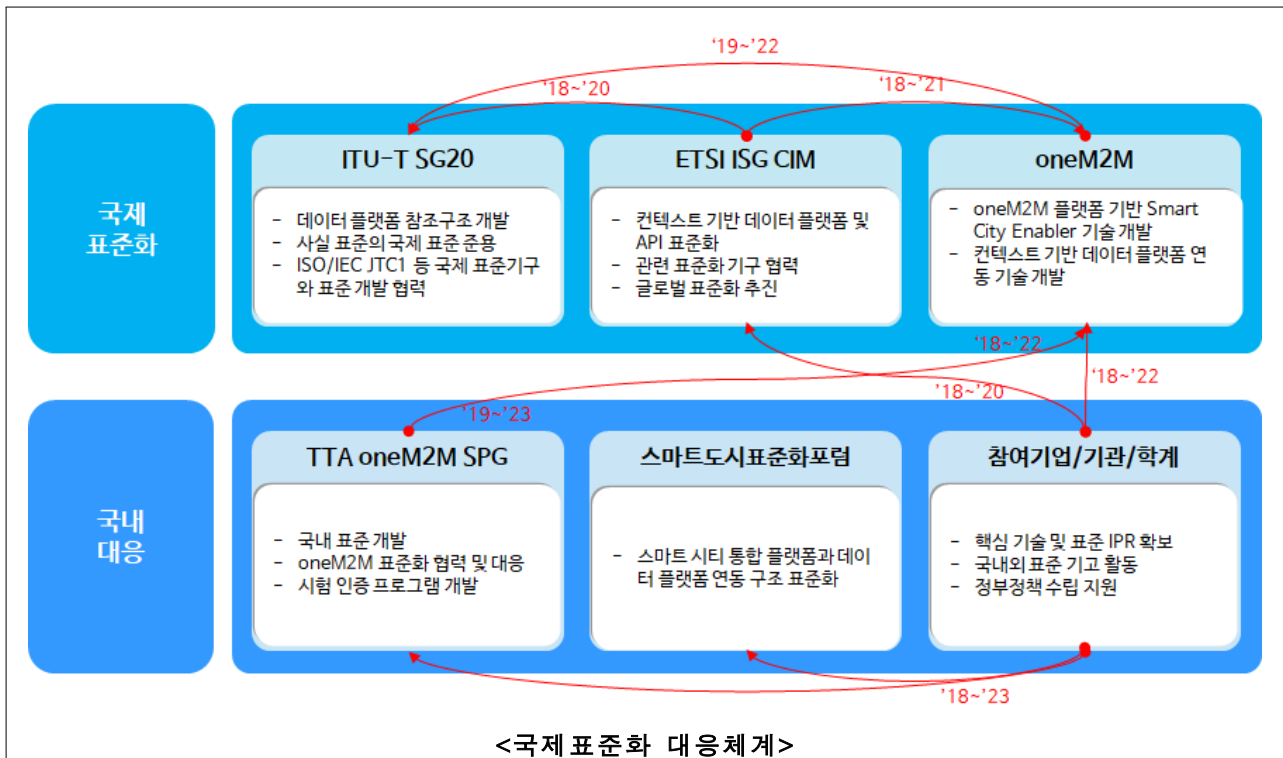 '19~'22
'18~'20
'18~'21
국제
표준화
ITU-T SG20
- 데이터 플랫폼 참조구조 개발
- 사실 표준의 국제 표준 준용
- ISO/IEC JTC1 등 국제 표준기구
와 표준 개발 협력
ETSI ISG CIM
- 컨텍스트 기반 데이터 플랫폼 및
API 표준화
- 관련 표준화 기구 협력
- 글로벌 표준화 추진
oneM2M
- oneM2M 플랫폼 기반 Smart
City Enabler 기술 개발
- 컨텍스트 기반 데이터 플랫폼 연
동 기술 개발
'18~'22
'18~'20
'18~'22
'19~'23
국내
대응
TTA oneM2M SPG
- 국내 표준 개발
- oneM2M 표준화 협력 및 대응
- 시험 인증 프로그램 개발
스마트도시표준화포럼
- 스마트 시티 통합 플랫폼과 데이
터 플랫폼 연동 구조 표준화
참여기업/기관/학계
- 핵심 기술 및 표준 IPR 확보
- 국내외 표준 기고 활동
- 정부정책 수립 지원
'18~'23
<국제표준화 대응체계>